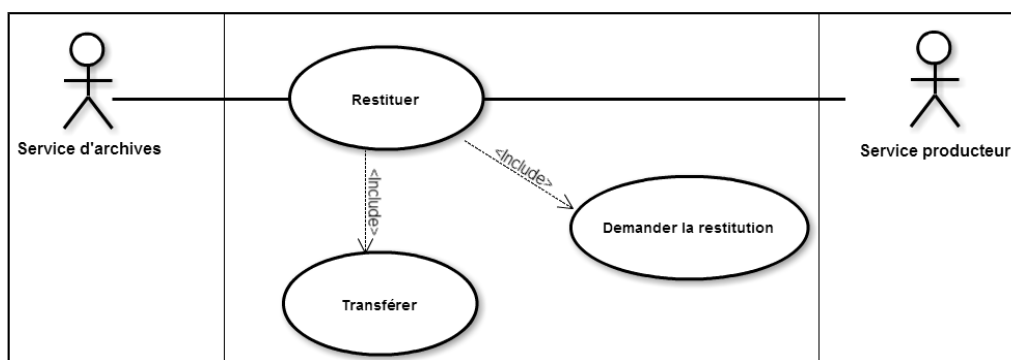 Restituer
Service d'archives
Service producteur
<Include>
<Include>
Demander la restitution
Transférer